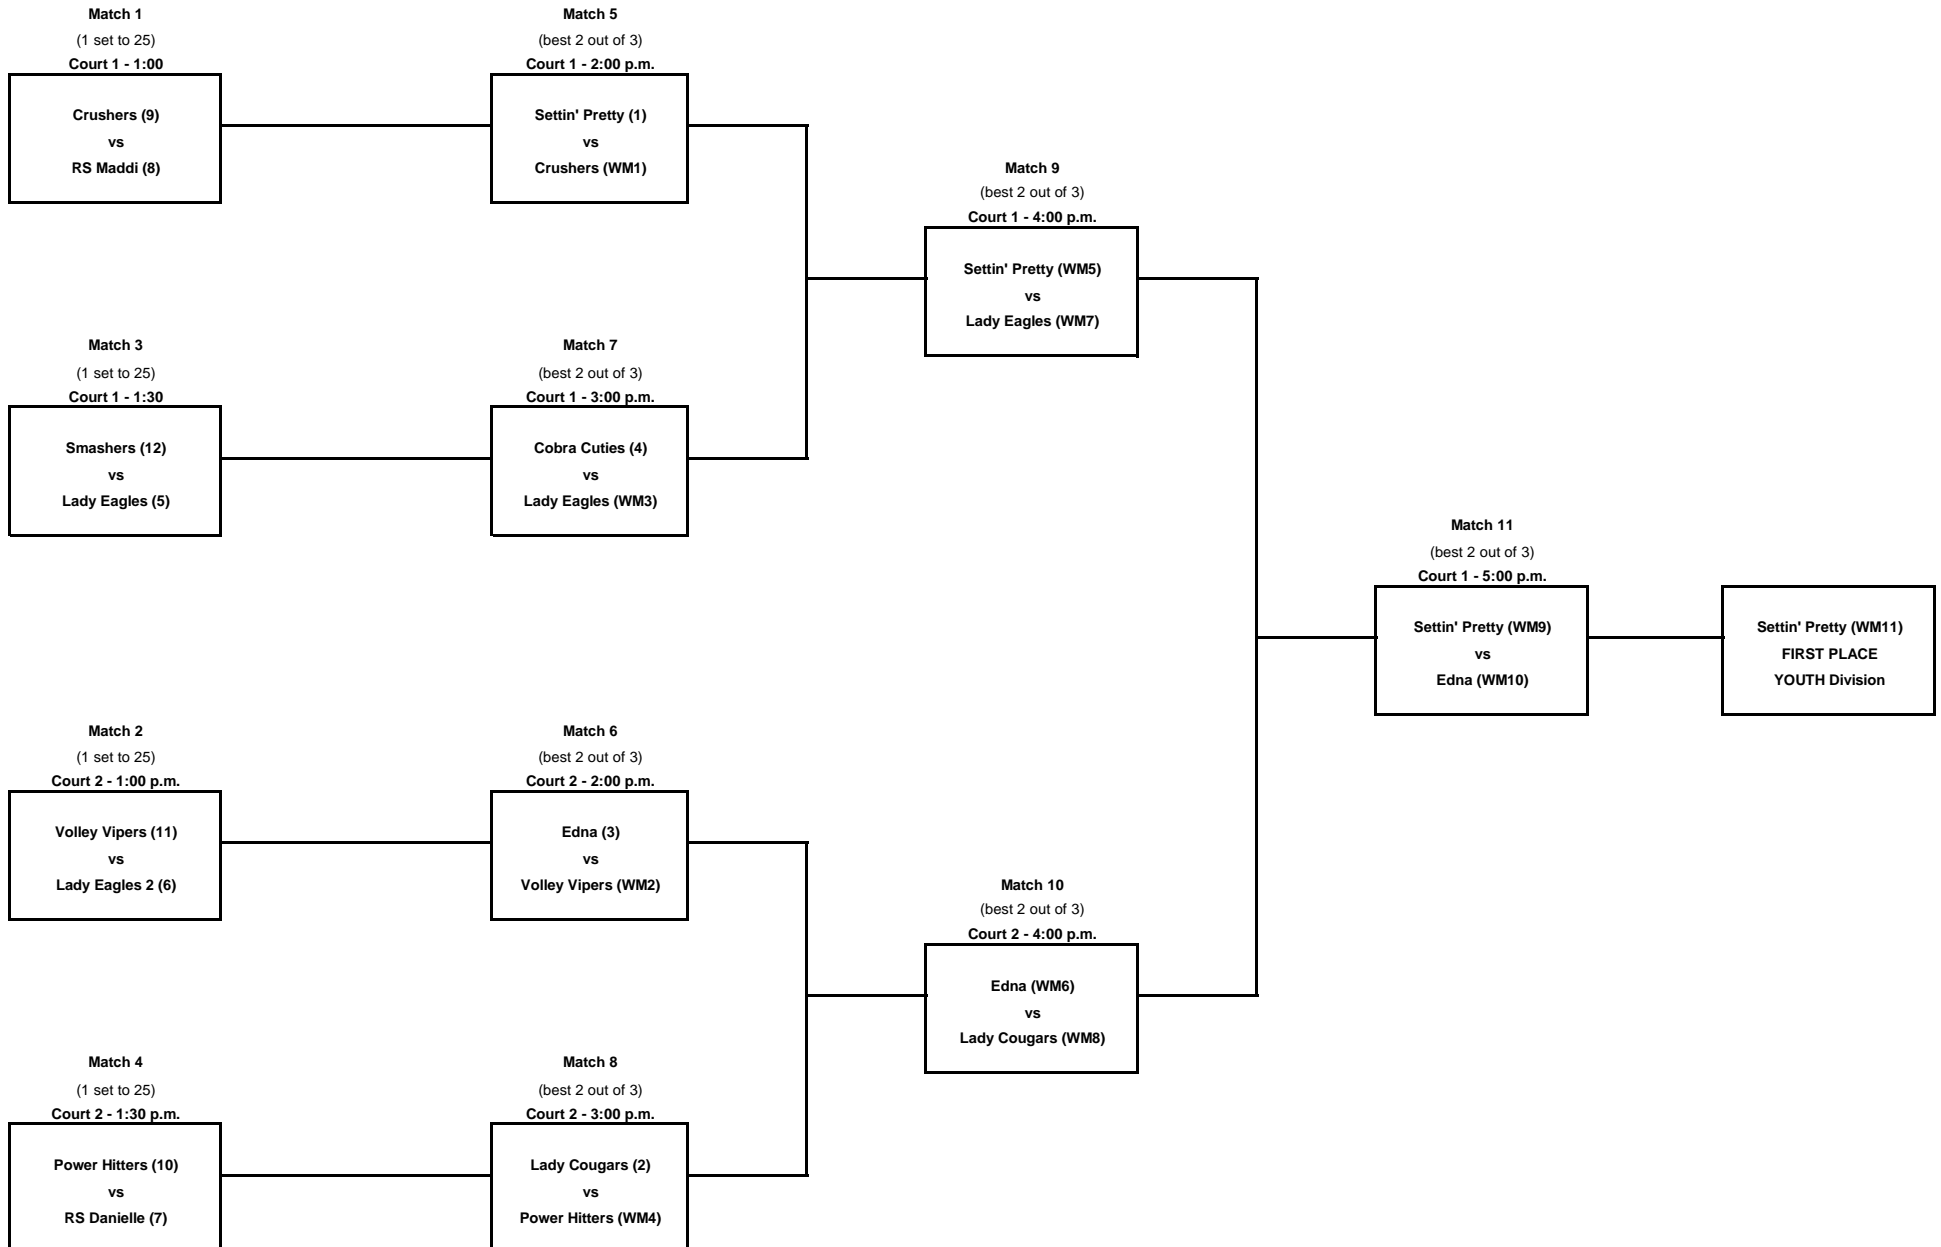 Match 1
(1 set to 25)
Court 1 - 1:00
Crushers (9)
vs
RS Maddi (8)
Match 5
(best 2 out of 3)
Court 1 - 2:00 p.m.
Settin' Pretty (1)
vs
Crushers (WM1)
Match 9
(best 2 out of 3)
Court 1 - 4:00 p.m.
Settin' Pretty (WM5)
vs
Lady Eagles (WM7)
Match 3
(1 set to 25)
Court 1 - 1:30
Smashers (12)
vs
Lady Eagles (5)
Match 7
(best 2 out of 3)
Court 1 - 3:00 p.m.
Cobra Cuties (4)
vs
Lady Eagles (WM3)
Match 11
(best 2 out of 3)
Court 1 - 5:00 p.m.
Settin' Pretty (WM9)
vs
Edna (WM10)
Settin' Pretty (WM11)
FIRST PLACE
YOUTH Division
Match 2
(1 set to 25)
Court 2 - 1:00 p.m.
Volley Vipers (11)
vs
Lady Eagles 2 (6)
Match 6
(best 2 out of 3)
Court 2 - 2:00 p.m.
Edna (3)
vs
Volley Vipers (WM2)
Match 10
(best 2 out of 3)
Court 2 - 4:00 p.m.
Edna (WM6)
vs
Lady Cougars (WM8)
Match 4
(1 set to 25)
Court 2 - 1:30 p.m.
Power Hitters (10)
vs
RS Danielle (7)
Match 8
(best 2 out of 3)
Court 2 - 3:00 p.m.
Lady Cougars (2)
vs
Power Hitters (WM4)